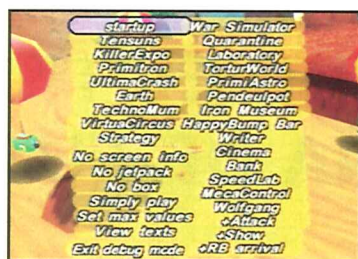 startup
Tensuns
KillerExpo
Primitron
UltimaCrash
Earth
TechnoMum
VirtuaCircus
Strategy
No screen info
No jetpack
No box
Simply play
Set max values
View texts
Exit debug mode
War Simulator
Quarantine
Laboratory
TorturWorld
PrimiAstro
Pendeulpot
Iron Museum
HappyBump Bar
Writer
Cinema
Bank
SpeedLab
MecaControl
Wolfgang
+Attack
+Show
+RB arrival